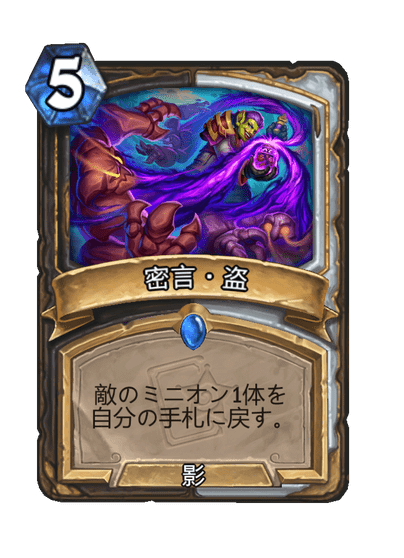 5
密言・盗
敵のミニオン1体を
自分の手札に戻す。
影